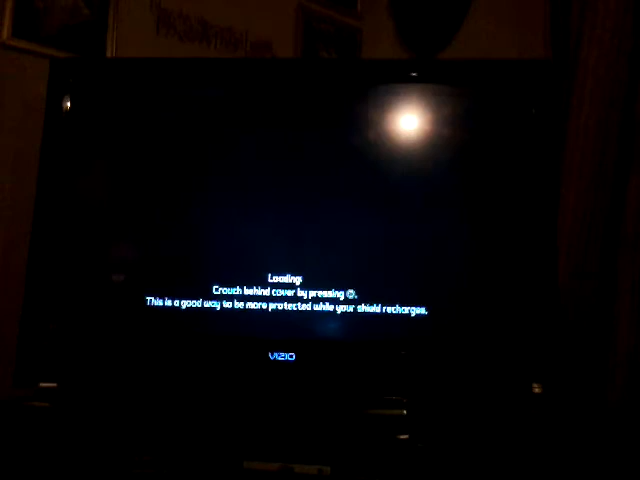 Loading:
Crouch behind cover by pressing .
This is a good way to be more protected while your shield recharges.
VIZIO